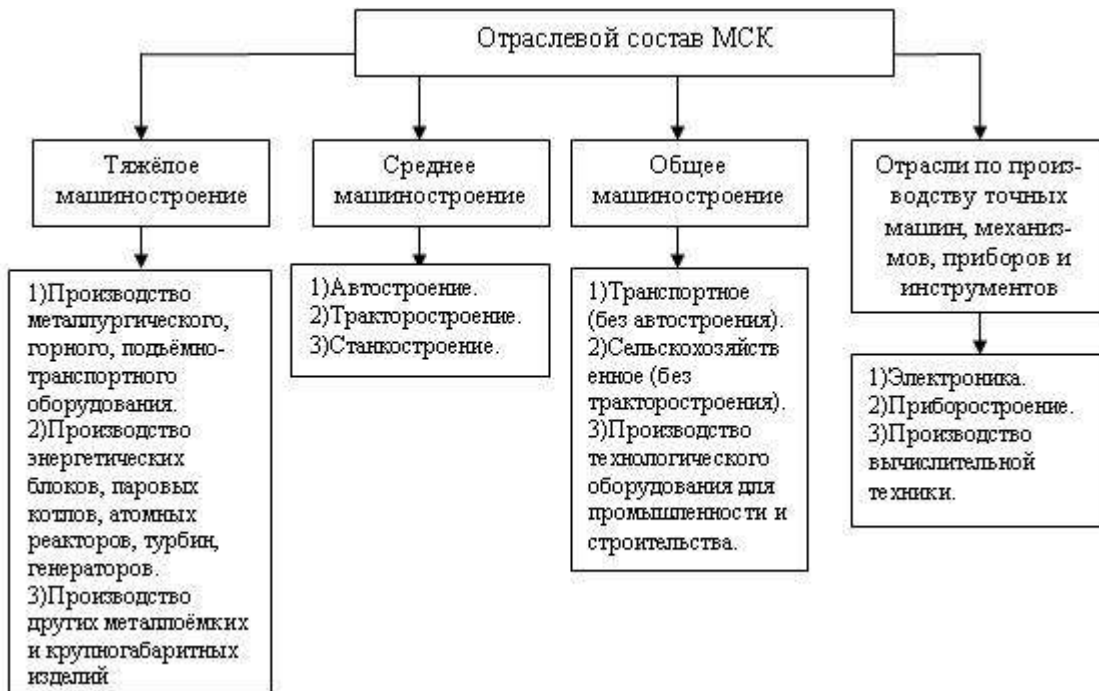 Отраслевой состав МСК
Тяжёлое
машиностроение
Среднее
машиностроение
Общее
машиностроение
Отрасли по произ-
водству точных
машин, механиз-
мов, приборов и
инструментов
1)Производство
металлургического,
горного, подъёмно-
транспортного
оборудования.
2)Производство
энергетических
блоков, паровых
котлов, атомных
реакторов, турбин,
генераторов.
3)Производство
других металлоёмких
и крупногабаритных
изделий
1)Автостроение.
2)Тракторостроение.
3)Станкостроение.
1)Транспортное
(без автостроения).
2)Сельскохозяйств
енное (без
тракторостроения).
3)Производство
технологического
оборудования для
промышленности и
строительства.
1)Электроника.
2)Приборостроение.
3)Производство
вычислительной
техники.